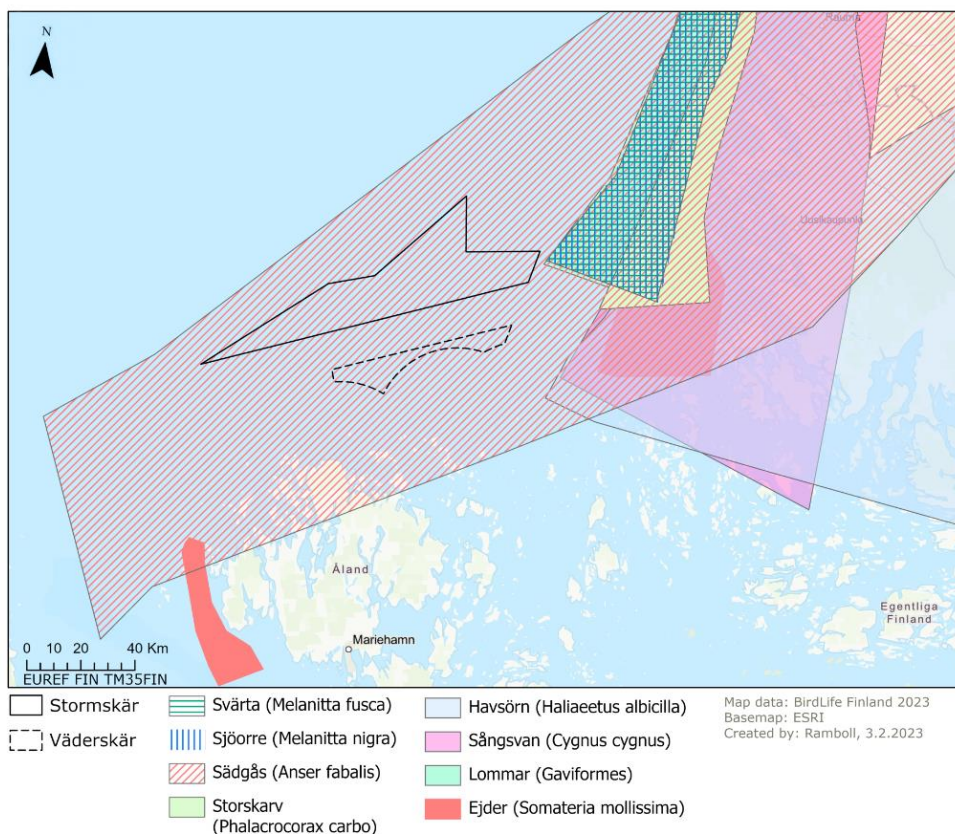 N
Rauma
Uusikaupunki
Åland
Mariehamn
Egentliga
Finland
0 10 20 40 Km
EUREF FIN TM35FIN
Stormskär
Väderskär
Svärta (Melanitta fusca)
Sjöorre (Melanitta nigra)
Sädgås (Anser fabalis)
Storskarv
(Phalacrocorax carbo)
Havsörn (Haliaeetus albicilla)
Sångsvan (Cygnus cygnus)
Lommar (Gaviformes)
Ejder (Somateria mollissima)
Map data: BirdLife Finland 2023
Basemap: ESRI
Created by: Ramboll, 3.2.2023